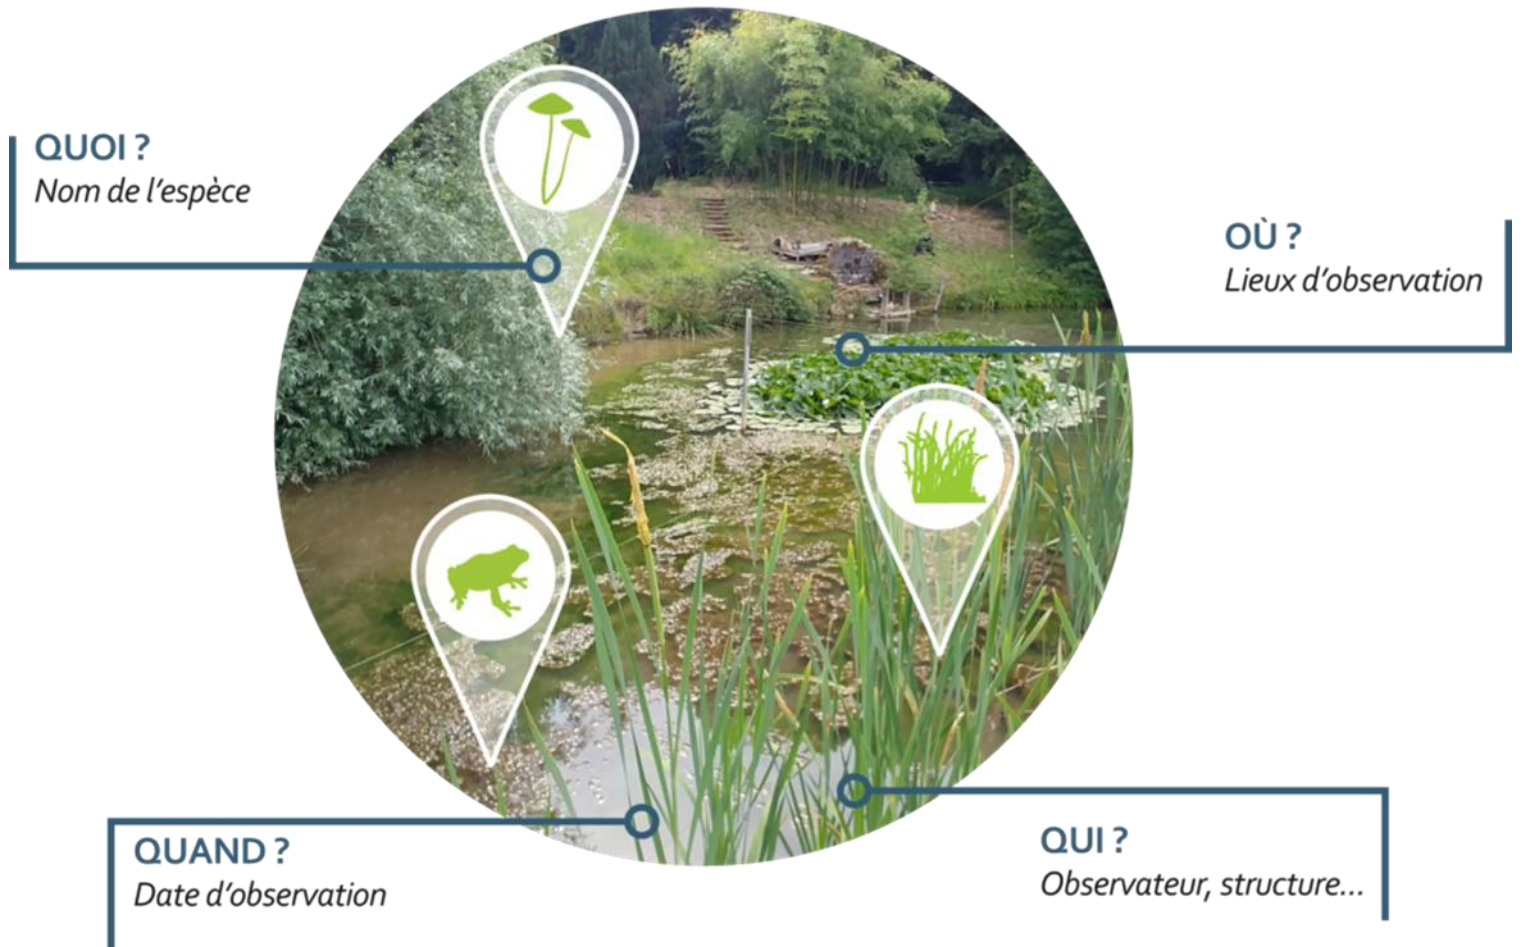 QUOI ?
Nom de l'espèce
OÙ ?
Lieux d'observation
QUAND ?
Date d'observation
QUI ?
Observateur, structure...